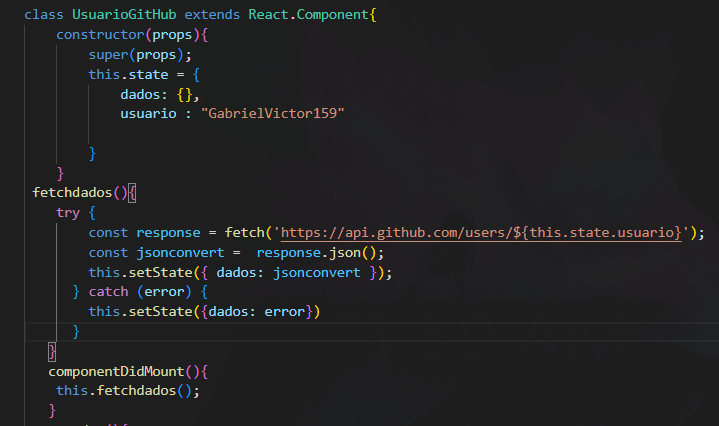 class UsuarioGitHub extends React.Component{
constructor(props){
super(props);
this.state = {
dados: {},
usuario : "GabrielVictor159"
}
}
fetchdados(){
try {
const response = fetch('https://api.github.com/users/${this.state.usuario}');
const jsonconvert =  response.json();
this.setState({ dados: jsonconvert });
} catch (error) {
this.setState({dados: error})
}
}
componentDidMount(){
this.fetchdados();
}